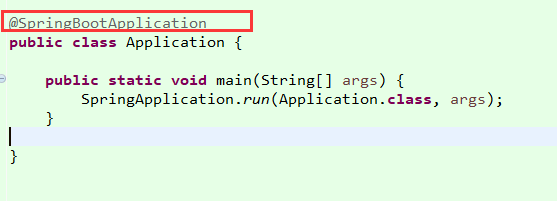 @SpringBootApplication
public class Application {
public static void main(String[] args) {
SpringApplication.run(Application.class, args);
}
}